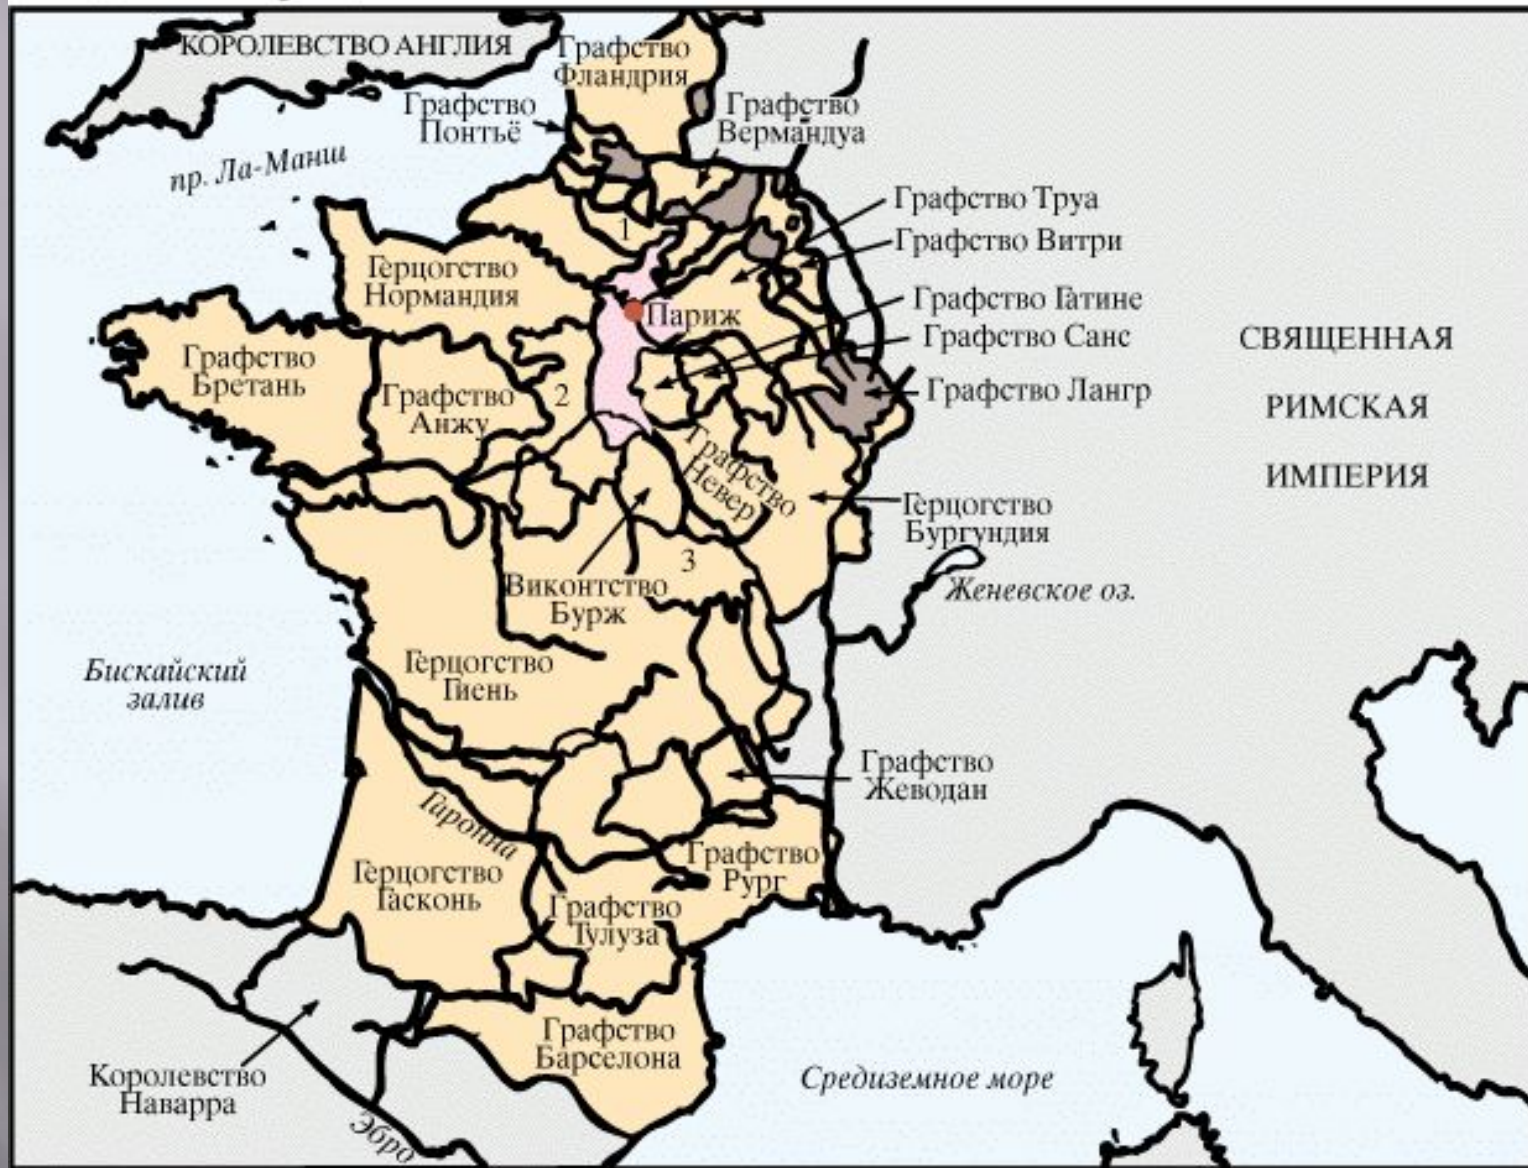 КОРОЛЕВСТВО АНГЛИЯ
Графство
Фландрия
Графство
Понтьё
Графство
Вермандуа
пр. Ла-Манш
Графство Труа
Графство Витри
1
Герцогство
Нормандия
Париж
Графство Гатине
Графство Санс
Графство Лангр
СВЯЩЕННАЯ
РИМСКАЯ
ИМПЕРИЯ
Графство
Бретань
Графство
Анжу
2
Графство
Невер
Герцогство
Бургундия
3
Виконтство
Бурж
Женевское оз.
Бискайский
залив
Герцогство
Гиень
Графство
Жеводан
Гаронна
Герцогство
Гасконь
Графство
Руpг
Графство
Тулуза
Графство
Барселона
Королевство
Наварра
Эбро
Средиземное море